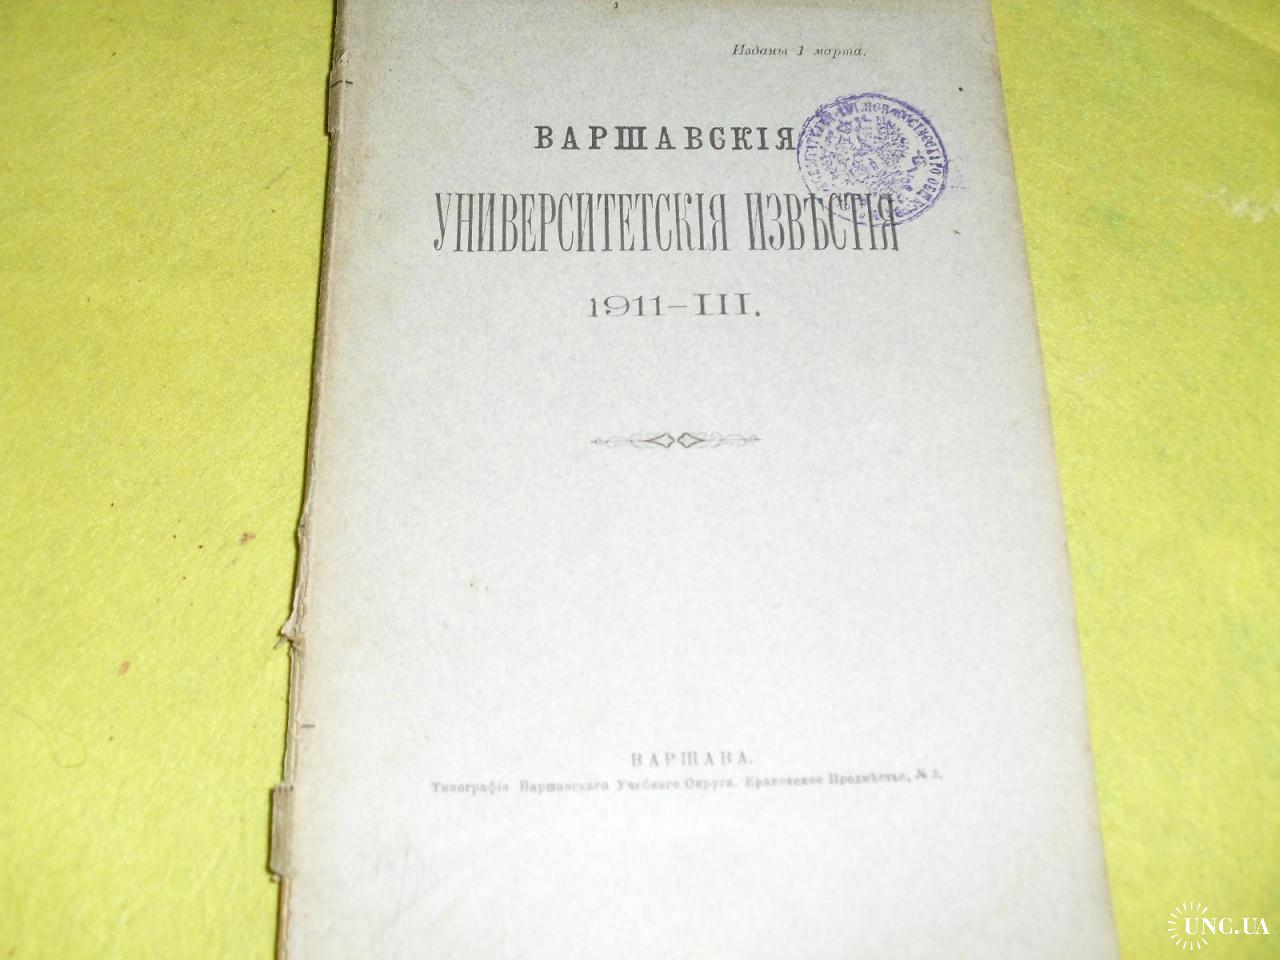 Изданы 1 марта.
ВАРШАВСКІЯ
УНИВЕРСИТЕТСКІЯ ИЗВѢСТІЯ
1911–III.
ВАРШАВА.
Типографія Варшавскаго Учебнаго Округа. Краковское Предмѣстье, № 3.
UNC.UA